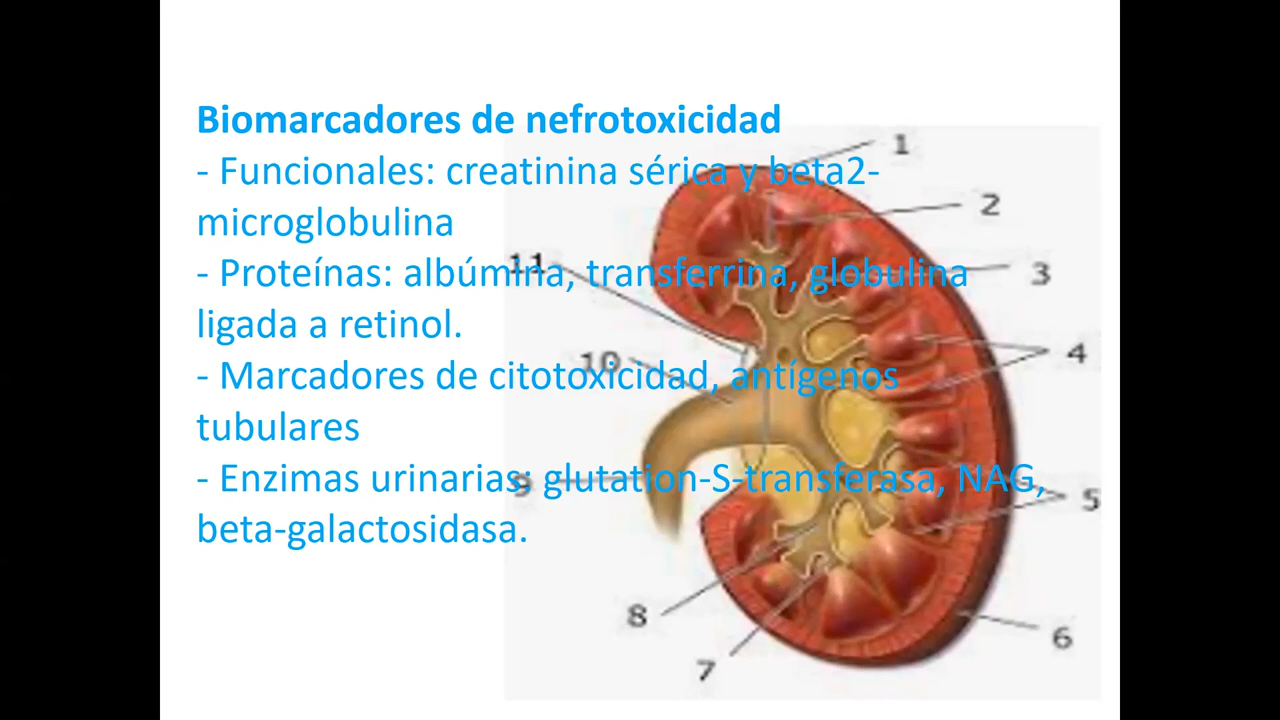 Biomarcadores de nefrotoxicidad
- Funcionales: creatinina sérica y beta2-
microglobulina
- Proteínas: albúmina, transferrina, globulina
ligada a retinol.
- Marcadores de citotoxicidad, antígenos
tubulares
- Enzimas urinarias: glutation-S-transferasa, NAG,
beta-galactosidasa.
1
2
3
4
5
6
7
8
9
10
11